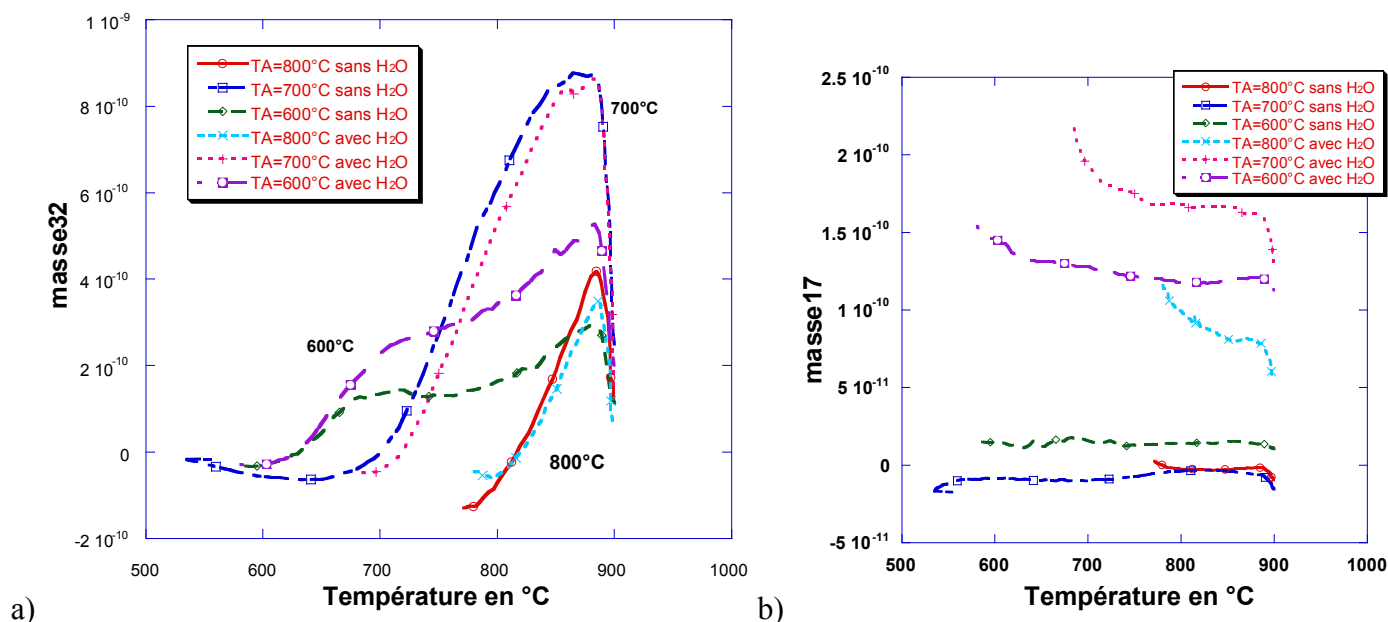 1 10⁻⁹
8 10⁻¹⁰
6 10⁻¹⁰
4 10⁻¹⁰
2 10⁻¹⁰
0
-2 10⁻¹⁰
masse32
TA=800°C sans H₂O
TA=700°C sans H₂O
TA=600°C sans H₂O
TA=800°C avec H₂O
TA=700°C avec H₂O
TA=600°C avec H₂O
700°C
600°C
800°C
500 600 700 800 900 1000
Température en °C
a)
2.5 10⁻¹⁰
2 10⁻¹⁰
1.5 10⁻¹⁰
1 10⁻¹⁰
5 10⁻¹¹
0
-5 10⁻¹¹
masse17
TA=800°C sans H₂O
TA=700°C sans H₂O
TA=600°C sans H₂O
TA=800°C avec H₂O
TA=700°C avec H₂O
TA=600°C avec H₂O
500 600 700 800 900 1000
Température en °C
b)